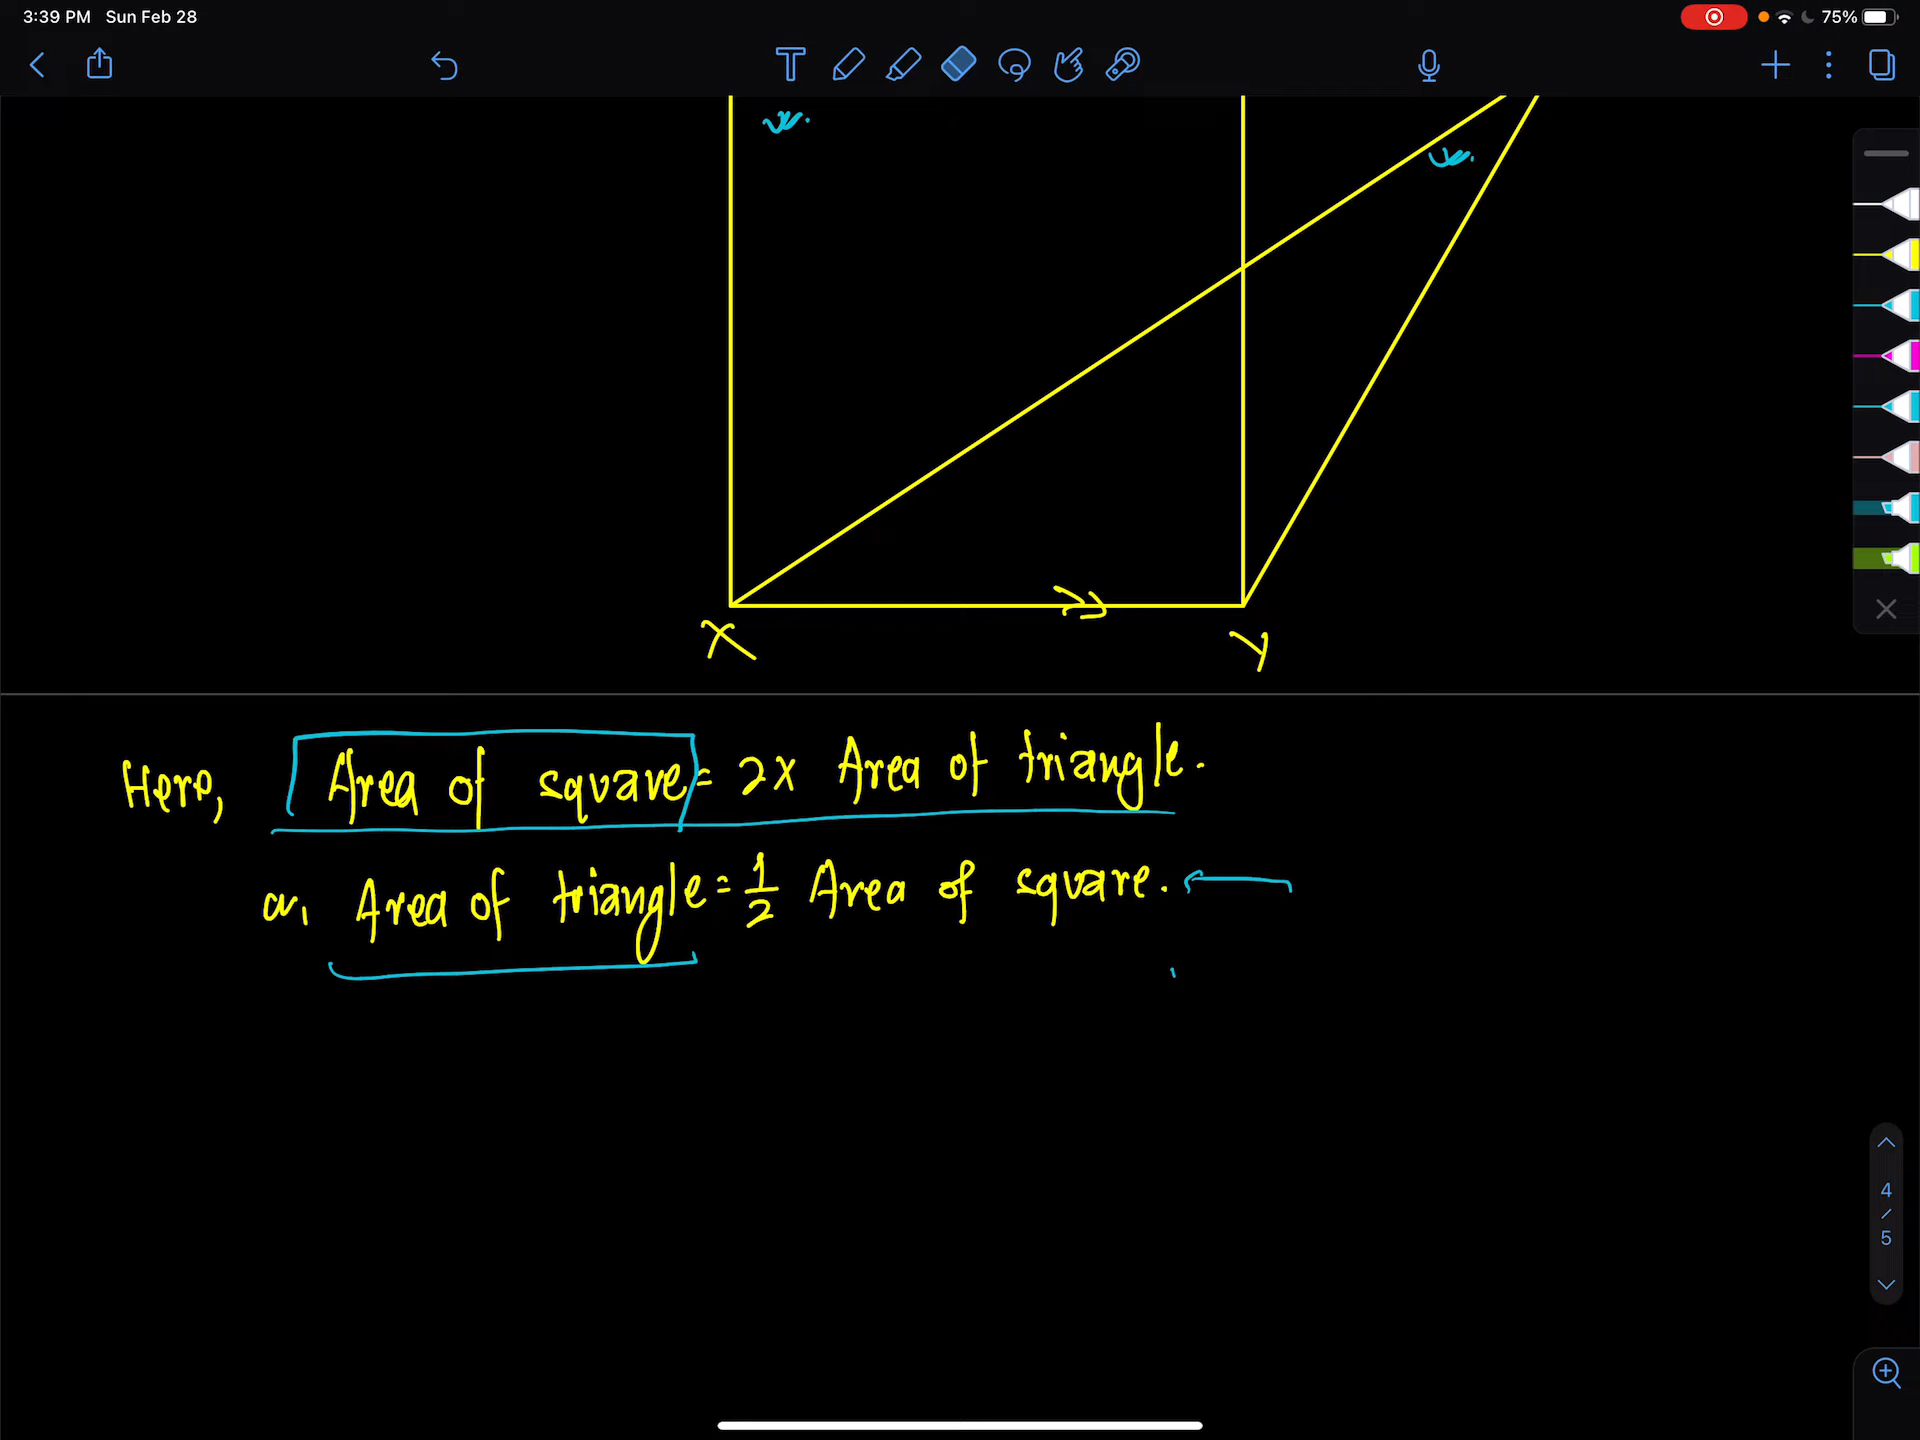 3:39 PM Sun Feb 28
75%
X
Y
Here, Area of square = 2x Area of triangle.
or, Area of triangle = 1/2 Area of square.
4
/
5